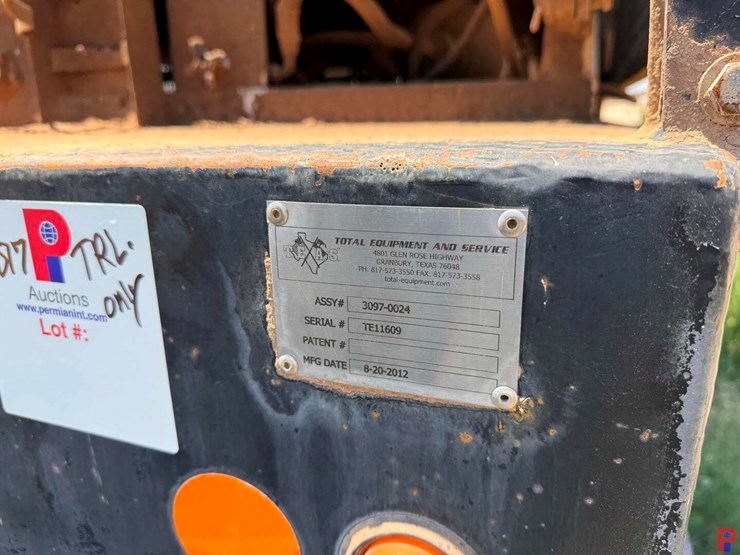 817 TRL.
ONLY
P
Auctions
www.permianint.com
Lot #:
TOTAL EQUIPMENT AND SERVICE
4801 GLEN ROSE HIGHWAY
GRANBURY, TEXAS 76048
PH: 817-573-3550 FAX: 817-573-3558
total-equipment.com
ASSY# 3097-0024
SERIAL # TE11609
PATENT #
MFG DATE 8-20-2012